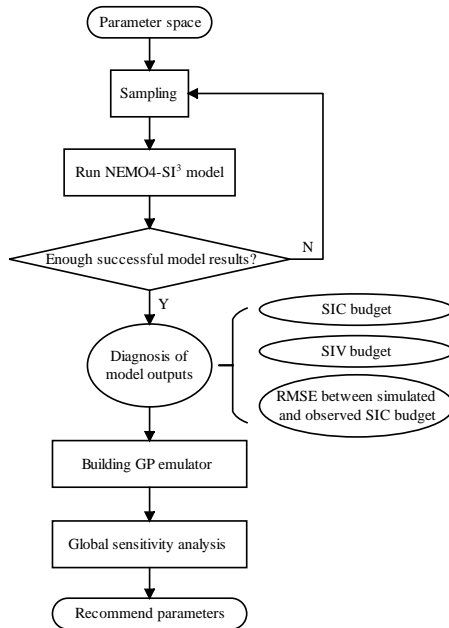 Parameter space
Sampling
Run NEMO4-SI³ model
Enough successful model results?
N
Y
Diagnosis of
model outputs
SIC budget
SIV budget
RMSE between simulated
and observed SIC budget
Building GP emulator
Global sensitivity analysis
Recommend parameters